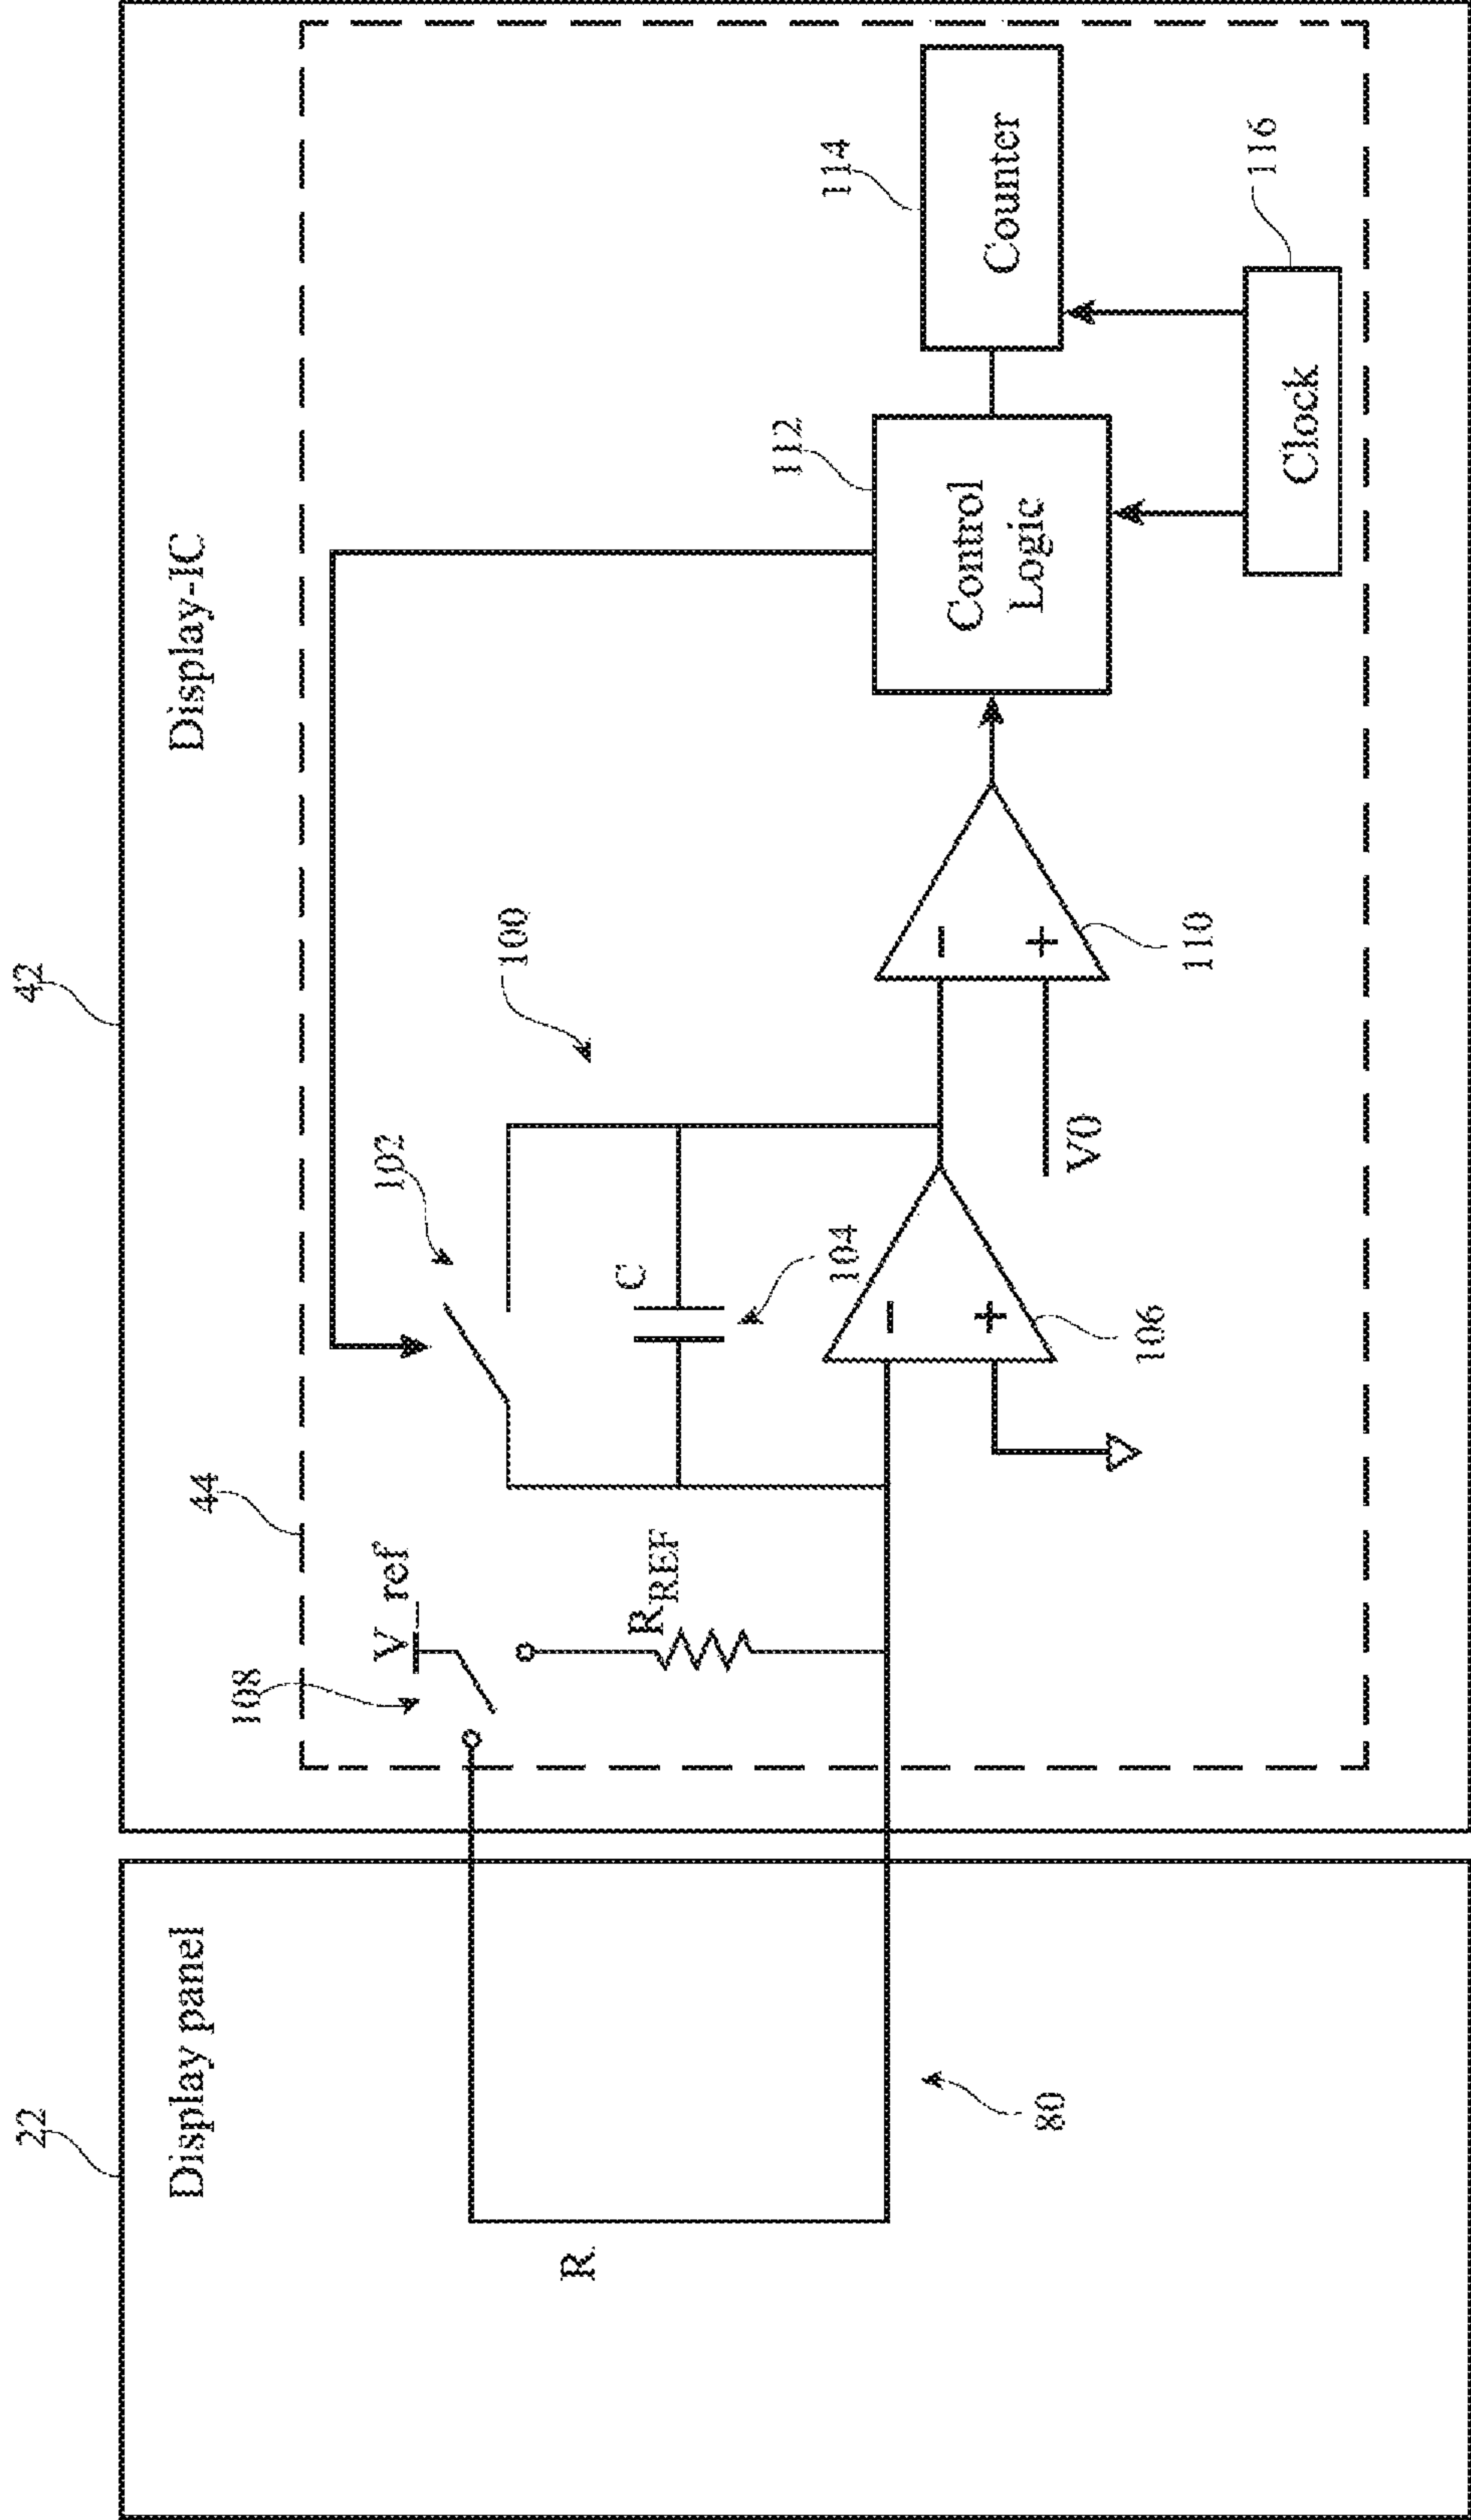 22
42
Display panel
Display-IC
R
80
44
108
V_ref
RREF
102
C
104
106
100
V0
110
112
Control
Logic
114
Counter
116
Clock
-
+
-
+